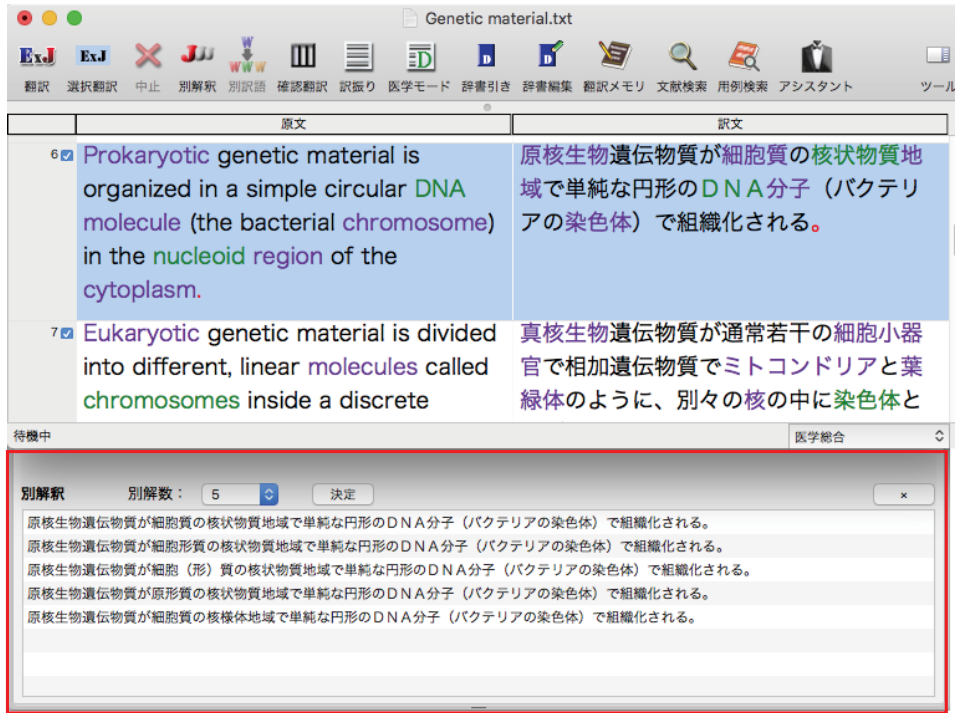 Genetic material.txt
ExJ ExJ J W WWW D D D
翻訳 選択翻訳 中止 別解釈 別訳語 確認翻訳 訳振り 医学モード 辞書引き 辞書編集 翻訳メモリ 文献検索 用例検索 アシスタント ツール
原文 訳文
6 Prokaryotic genetic material is
organized in a simple circular DNA
molecule (the bacterial chromosome)
in the nucleoid region of the
cytoplasm.
原核生物遺伝物質が細胞質の核状物質地
域で単純な円形のＤＮＡ分子（バクテリ
アの染色体）で組織化される。
7 Eukaryotic genetic material is divided
into different, linear molecules called
chromosomes inside a discrete
真核生物遺伝物質が通常若干の細胞小器
官で相加遺伝物質でミトコンドリアと葉
緑体のように、別々の核の中に染色体と
待機中 医学総合
別解釈 別解数： 5 決定 ×
原核生物遺伝物質が細胞質の核状物質地域で単純な円形のＤＮＡ分子（バクテリアの染色体）で組織化される。
原核生物遺伝物質が細胞形質の核状物質地域で単純な円形のＤＮＡ分子（バクテリアの染色体）で組織化される。
原核生物遺伝物質が細胞（形）質の核状物質地域で単純な円形のＤＮＡ分子（バクテリアの染色体）で組織化される。
原核生物遺伝物質が原形質の核状物質地域で単純な円形のＤＮＡ分子（バクテリアの染色体）で組織化される。
原核生物遺伝物質が細胞質の核様体地域で単純な円形のＤＮＡ分子（バクテリアの染色体）で組織化される。